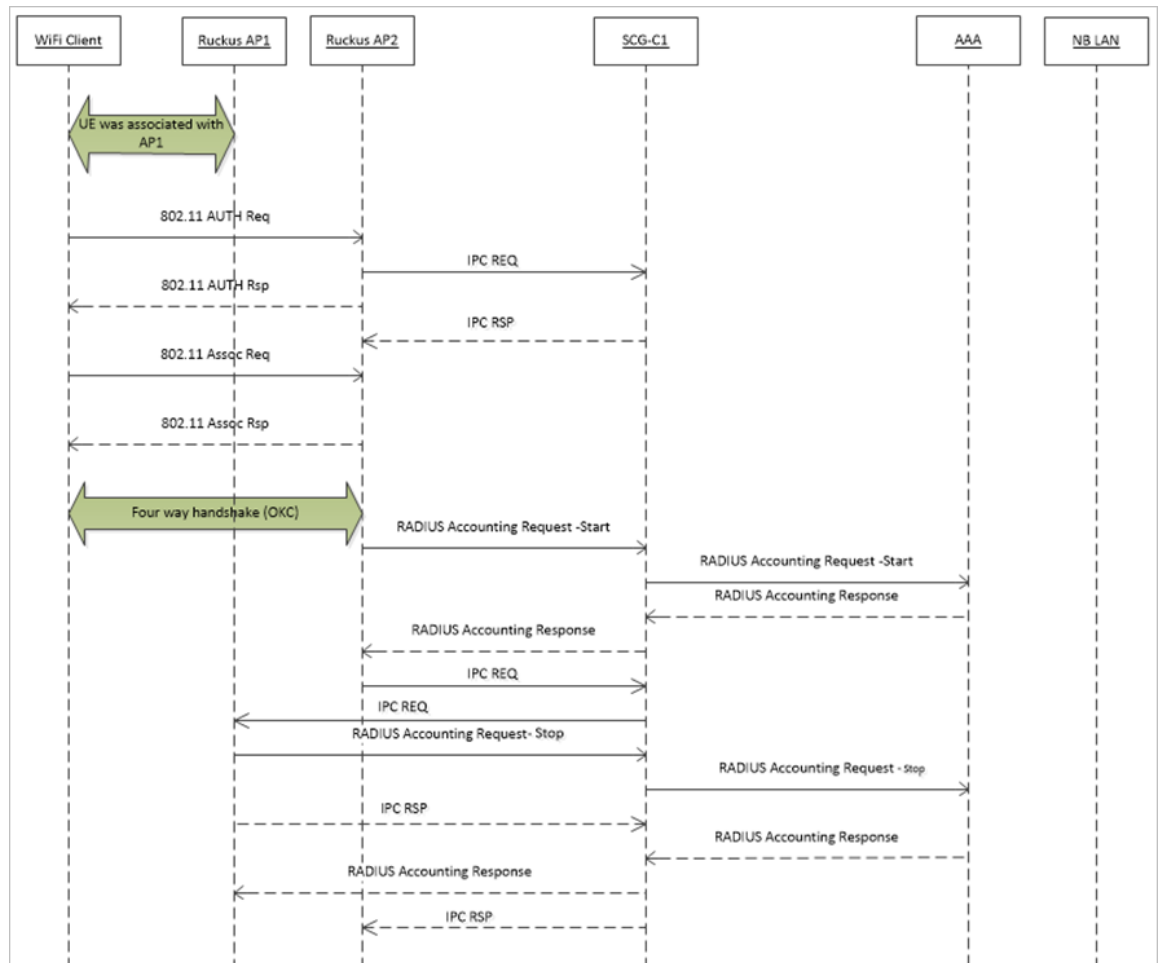 WiFi Client
Ruckus AP1
Ruckus AP2
SCG-C1
AAA
NB LAN
UE was associated with
AP1
802.11 AUTH Req
IPC REQ
802.11 AUTH Rsp
IPC RSP
802.11 Assoc Req
802.11 Assoc Rsp
Four way handshake (OKC)
RADIUS Accounting Request -Start
RADIUS Accounting Request -Start
RADIUS Accounting Response
RADIUS Accounting Response
IPC REQ
IPC REQ
RADIUS Accounting Request- Stop
RADIUS Accounting Request - Stop
IPC RSP
RADIUS Accounting Response
RADIUS Accounting Response
IPC RSP